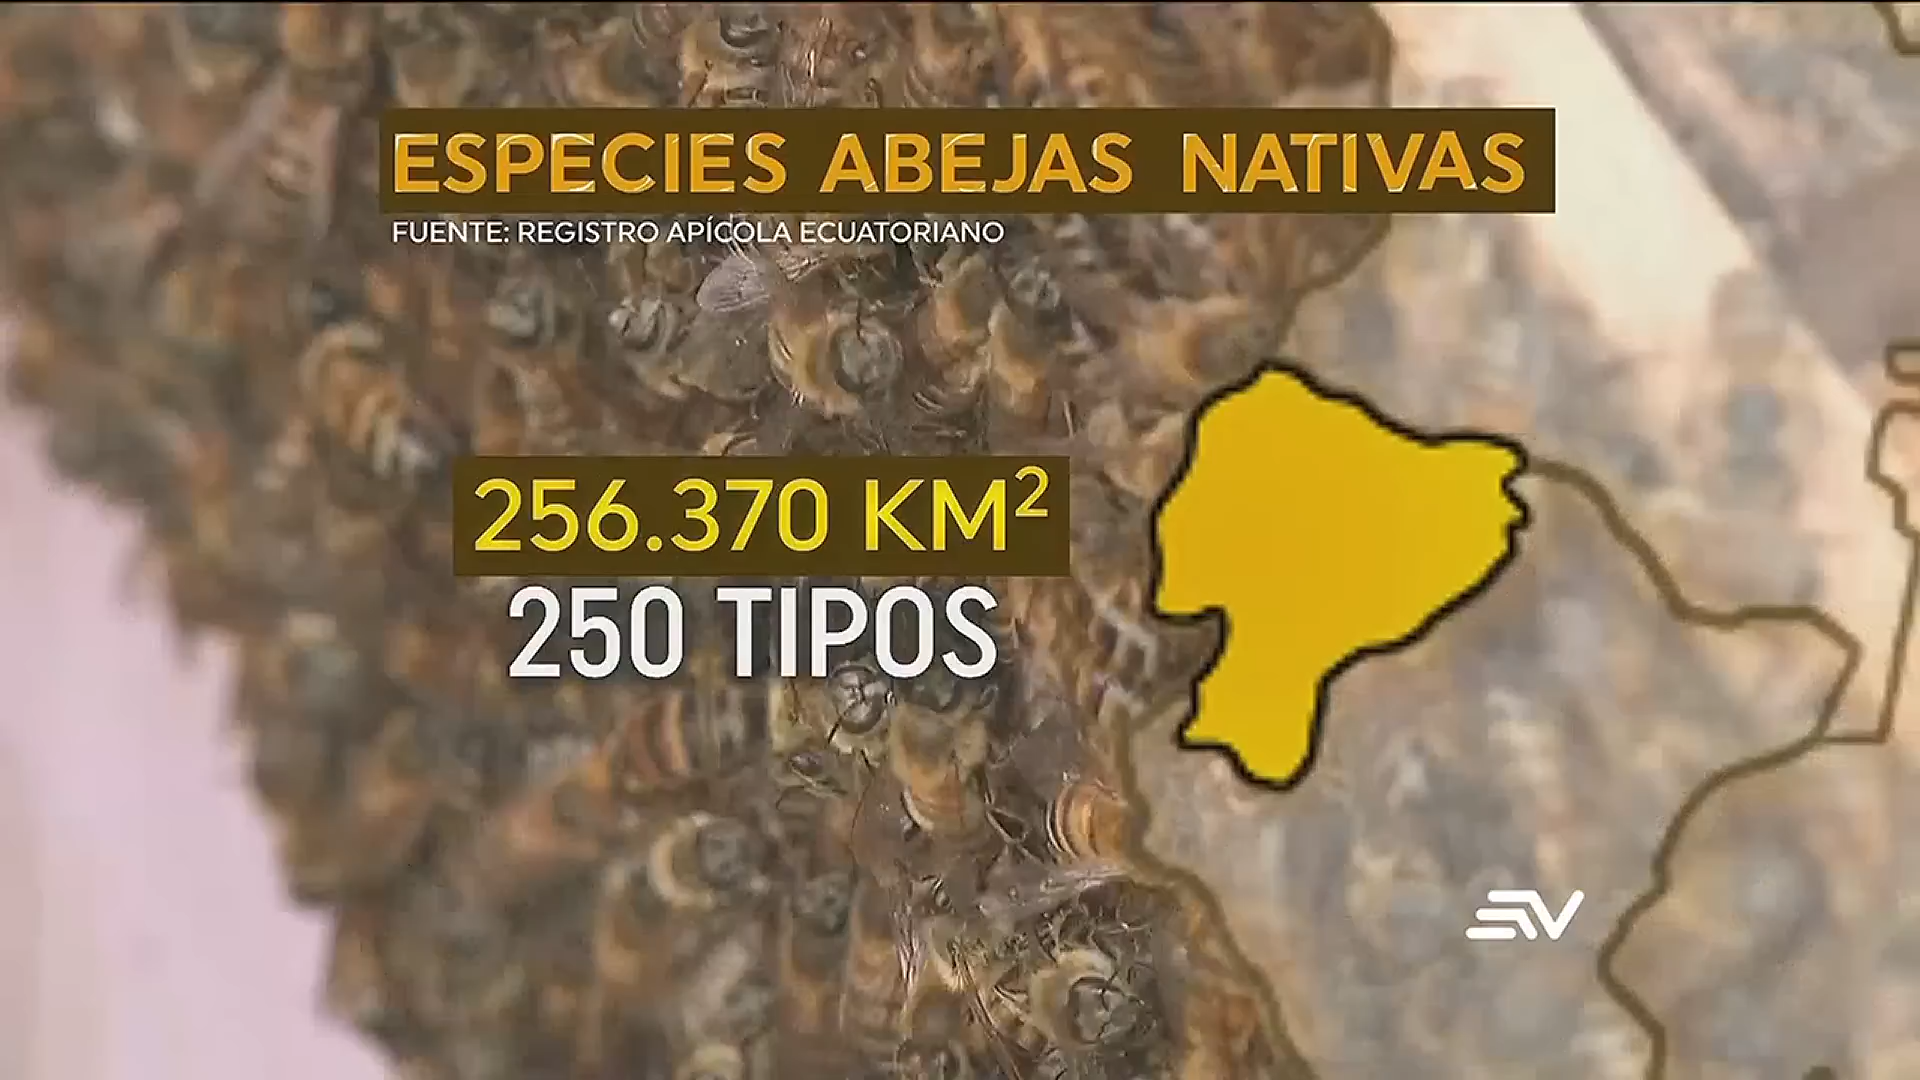 ESPECIES ABEJAS NATIVAS
FUENTE: REGISTRO APÍCOLA ECUATORIANO
256.370 KM²
250 TIPOS